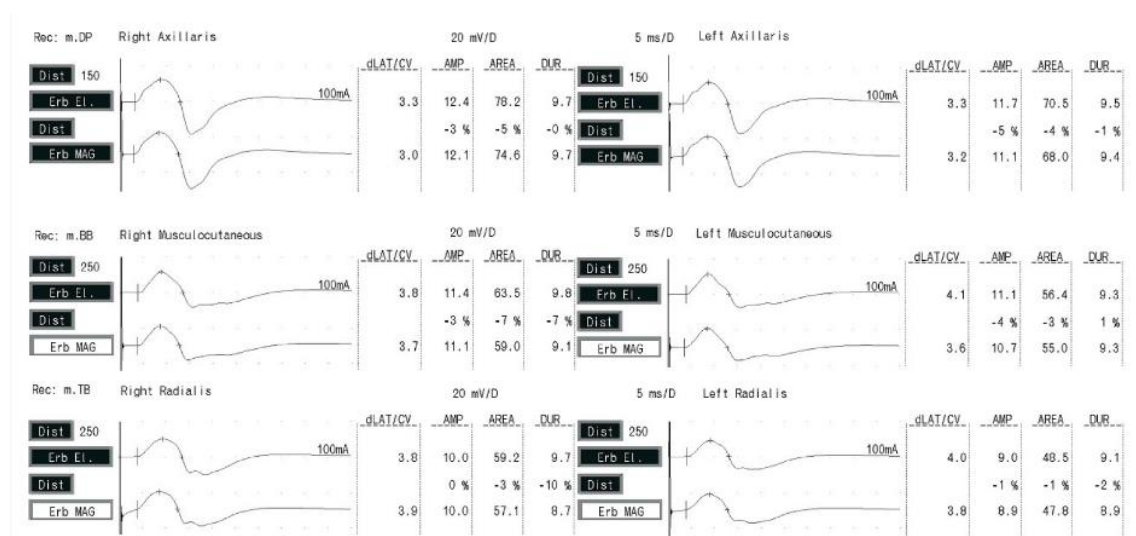 Rec: m.DP Right Axillaris 20 mV/D 5 ms/D Left Axillaris
dLAT/CV AMP AREA DUR dLAT/CV AMP AREA DUR
Dist 150 Dist 150
Erb El. 100mA 3.3 12.4 78.2 9.7 Erb El. 100mA 3.3 11.7 70.5 9.5
Dist -3 % -5 % -0 % Dist -5 % -4 % -1 %
Erb MAG 3.0 12.1 74.6 9.7 Erb MAG 3.2 11.1 68.0 9.4
Rec: m.BB Right Musculocutaneous 20 mV/D 5 ms/D Left Musculocutaneous
dLAT/CV AMP AREA DUR dLAT/CV AMP AREA DUR
Dist 250 Dist 250
Erb El. 100mA 3.8 11.4 63.5 9.8 Erb El. 100mA 4.1 11.1 56.4 9.3
Dist -3 % -7 % -7 % Dist -4 % -3 % 1 %
Erb MAG 3.7 11.1 59.0 9.1 Erb MAG 3.6 10.7 55.0 9.3
Rec: m.TB Right Radialis 20 mV/D 5 ms/D Left Radialis
dLAT/CV AMP AREA DUR dLAT/CV AMP AREA DUR
Dist 250 Dist 250
Erb El. 100mA 3.8 10.0 59.2 9.7 Erb El. 100mA 4.0 9.0 48.5 9.1
Dist 0 % -3 % -10 % Dist -1 % -1 % -2 %
Erb MAG 3.9 10.0 57.1 8.7 Erb MAG 3.8 8.9 47.8 8.9